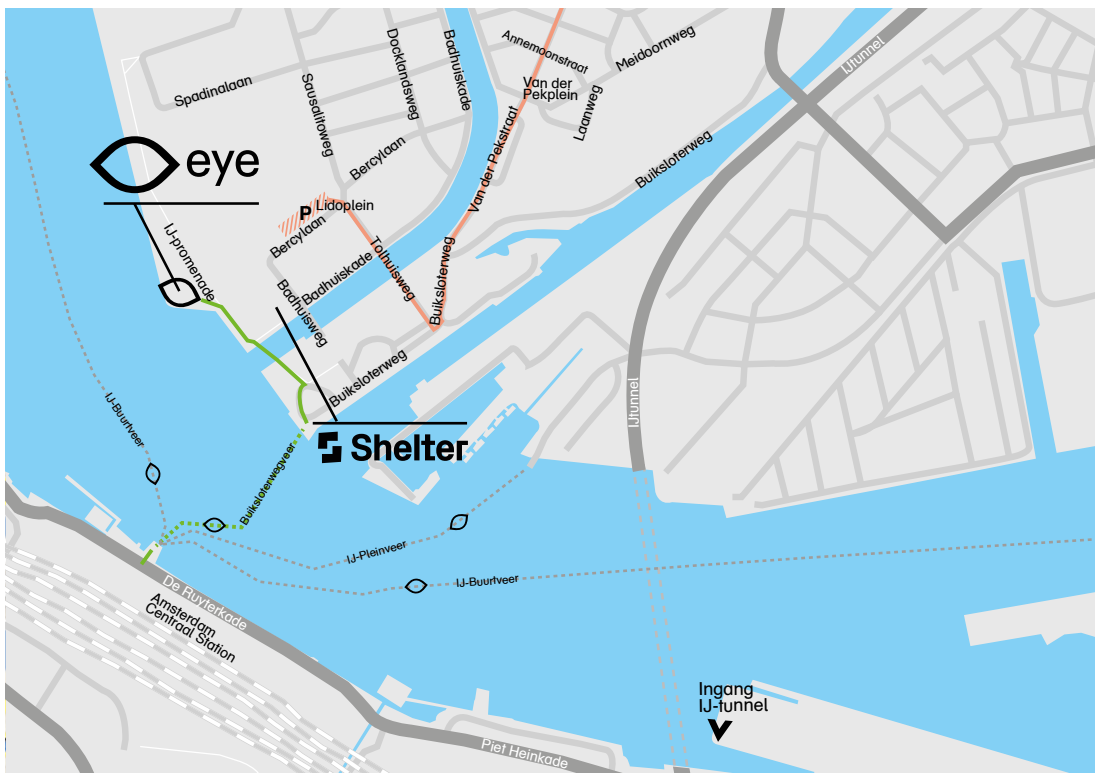 IJtunnel
Annemoonstraat
Meidoornweg
Docklandsweg
Badhuiskade
Spadinalaan
Sausalitoweg
Van der
Pekplein
Laanweg
Bercylaan
Van der Pekstraat
Buiksloterweg
eye
P
Lidoplein
Bercylaan
IJ-promenade
Tolhuisweg
Badhuiskade
Buiksloterweg
Badhuisweg
Buiksloterweg
IJtunnel
IJ-Buurtveer
Shelter
Buiksloterwegveer
IJ-Pleinveer
IJ-Buurtveer
De Ruyterkade
Amsterdam
Centraal Station
Ingang
IJ-tunnel
Piet Heinkade